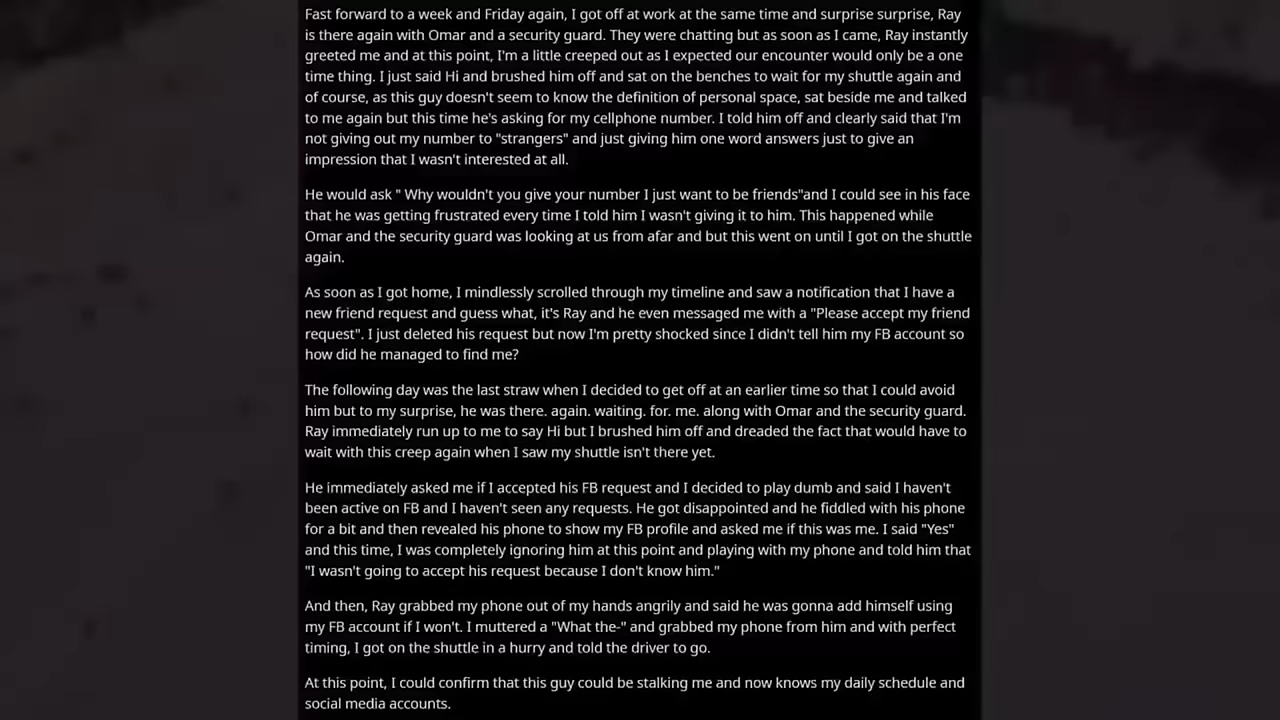 Fast forward to a week and Friday again, I got off at work at the same time and surprise surprise, Ray
is there again with Omar and a security guard. They were chatting but as soon as I came, Ray instantly
greeted me and at this point, I'm a little creeped out as I expected our encounter would only be a one
time thing. I just said Hi and brushed him off and sat on the benches to wait for my shuttle again and
of course, as this guy doesn't seem to know the definition of personal space, sat beside me and talked
to me again but this time he's asking for my cellphone number. I told him off and clearly said that I'm
not giving out my number to "strangers" and just giving him one word answers just to give an
impression that I wasn't interested at all.
He would ask " Why wouldn't you give your number I just want to be friends"and I could see in his face
that he was getting frustrated every time I told him I wasn't giving it to him. This happened while
Omar and the security guard was looking at us from afar and but this went on until I got on the shuttle
again.
As soon as I got home, I mindlessly scrolled through my timeline and saw a notification that I have a
new friend request and guess what, it's Ray and he even messaged me with a "Please accept my friend
request". I just deleted his request but now I'm pretty shocked since I didn't tell him my FB account so
how did he managed to find me?
The following day was the last straw when I decided to get off at an earlier time so that I could avoid
him but to my surprise, he was there. again. waiting. for. me. along with Omar and the security guard.
Ray immediately run up to me to say Hi but I brushed him off and dreaded the fact that would have to
wait with this creep again when I saw my shuttle isn't there yet.
He immediately asked me if I accepted his FB request and I decided to play dumb and said I haven't
been active on FB and I haven't seen any requests. He got disappointed and he fiddled with his phone
for a bit and then revealed his phone to show my FB profile and asked me if this was me. I said "Yes"
and this time, I was completely ignoring him at this point and playing with my phone and told him that
"I wasn't going to accept his request because I don't know him."
And then, Ray grabbed my phone out of my hands angrily and said he was gonna add himself using
my FB account if I won't. I muttered a "What the-" and grabbed my phone from him and with perfect
timing, I got on the shuttle in a hurry and told the driver to go.
At this point, I could confirm that this guy could be stalking me and now knows my daily schedule and
social media accounts.